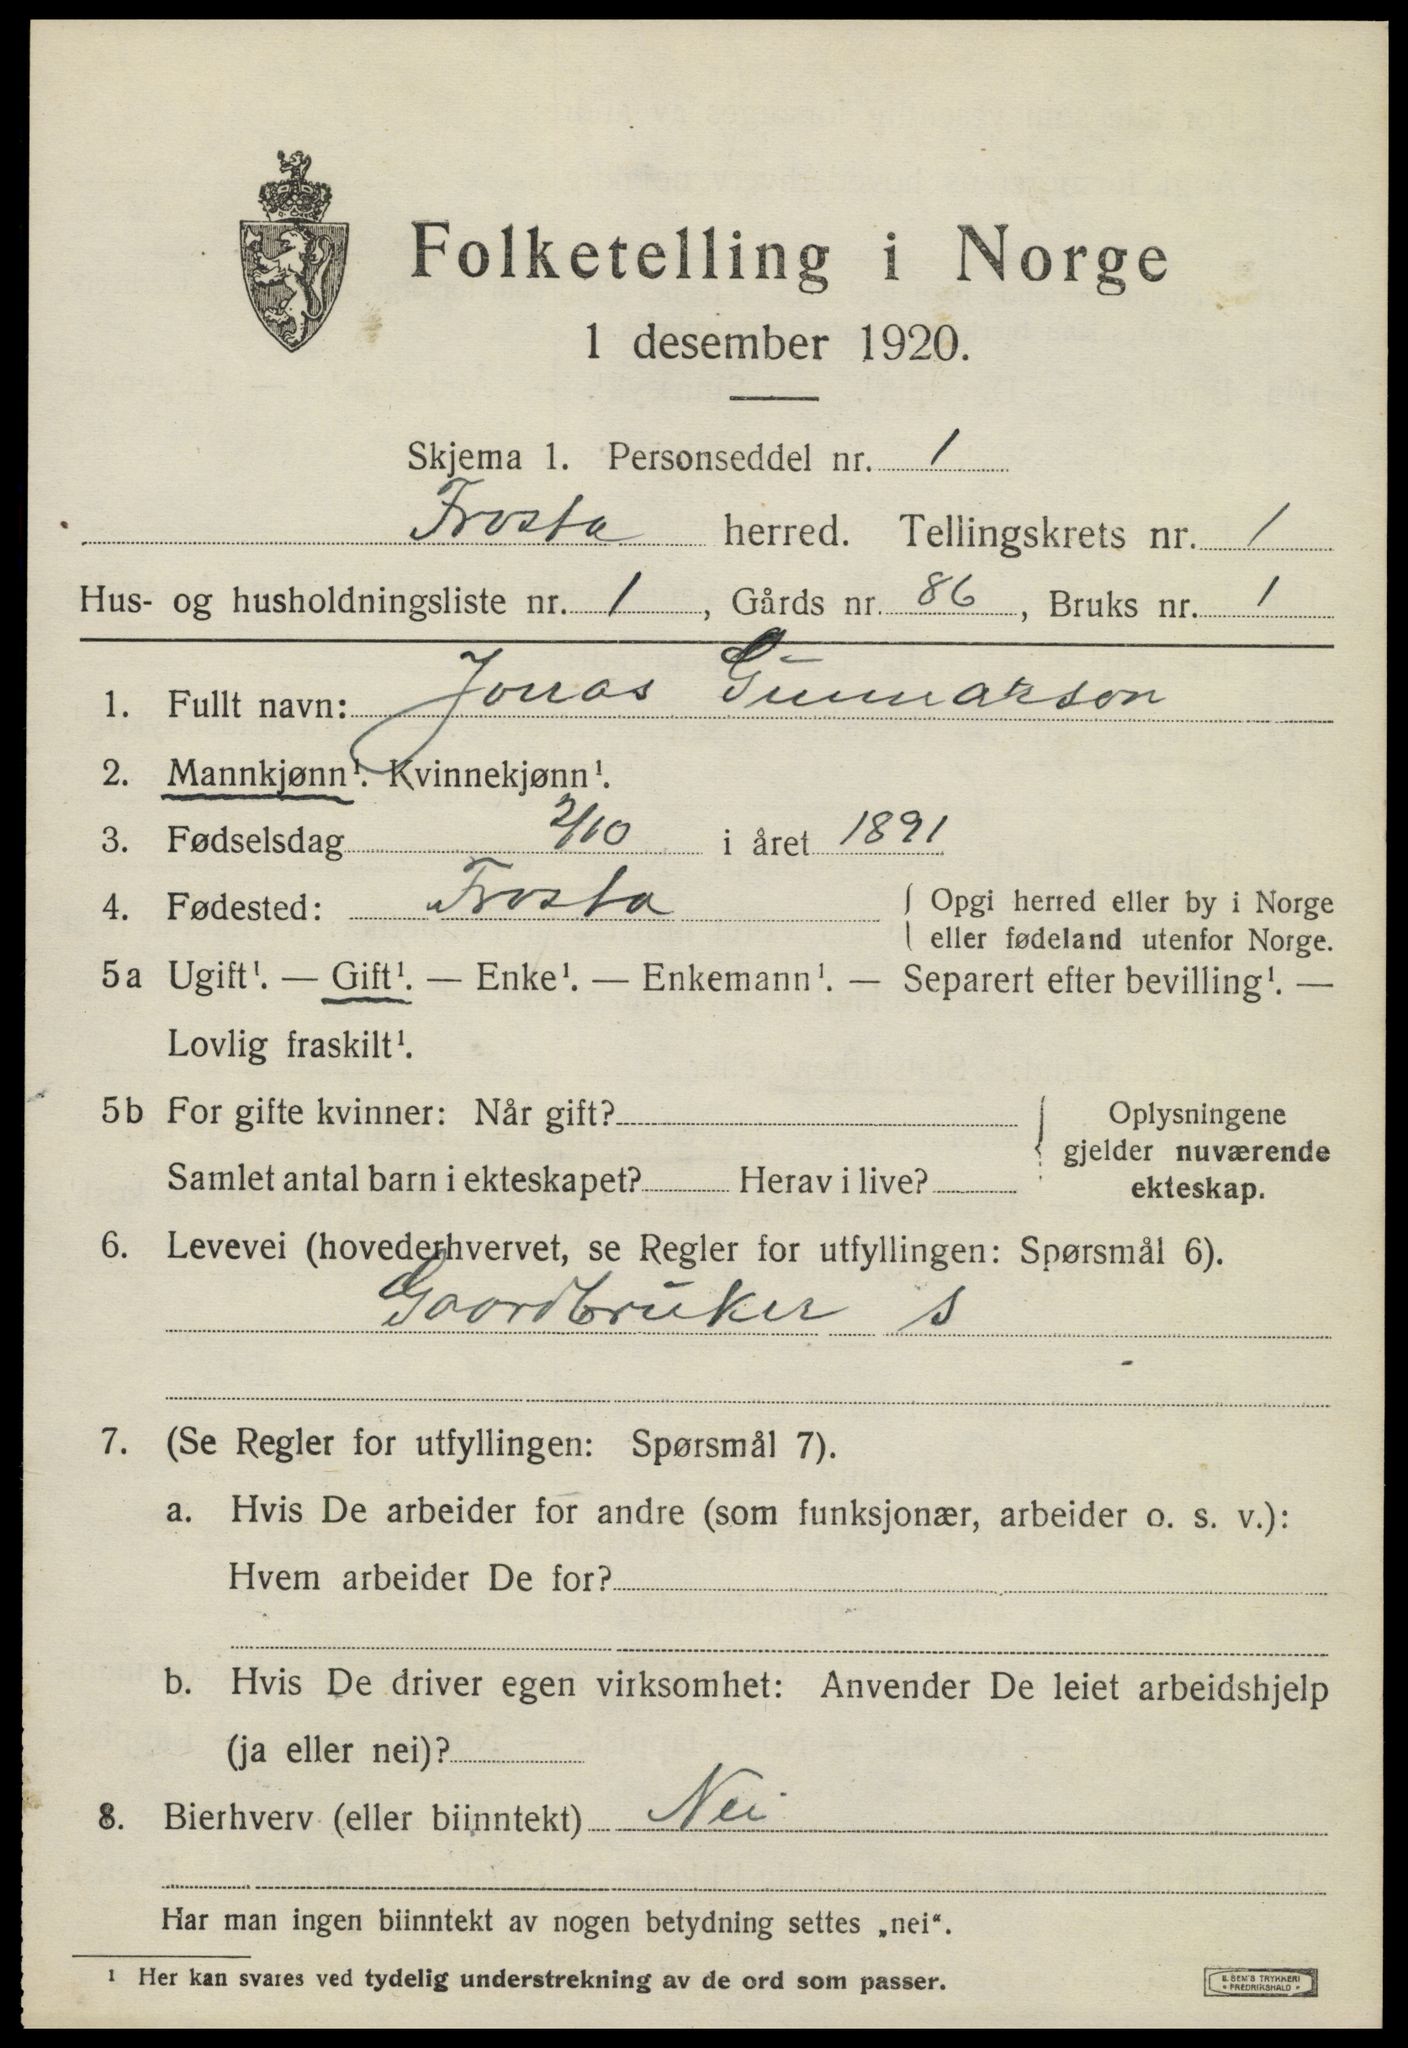 Folketelling i Norge
1 desember 1920.
Skjema 1. Personseddel nr. 1
Frosta herred. Tellingskrets nr. 1
Hus- og husholdningsliste nr. 1, Gårds nr. 86, Bruks nr. 1
1. Fullt navn: Jonas Gunnarson
2. Mannkjønn¹. Kvinnekjønn¹.
3. Fødselsdag 2/10 i året 1891
4. Fødested: Frosta { Opgi herred eller by i Norge
eller fødeland utenfor Norge.
5a Ugift¹. — Gift¹. — Enke¹. — Enkemann¹. — Separert efter bevilling¹. —
Lovlig fraskilt¹.
5b For gifte kvinner: Når gift? { Oplysningene
gjelder nuværende
Samlet antal barn i ekteskapet? Herav i live? ekteskap.
6. Levevei (hovederhvervet, se Regler for utfyllingen: Spørsmål 6).
Gaardbruker s
7. (Se Regler for utfyllingen: Spørsmål 7).
a. Hvis De arbeider for andre (som funksjonær, arbeider o. s. v.):
Hvem arbeider De for?
b. Hvis De driver egen virksomhet: Anvender De leiet arbeidshjelp
(ja eller nei)?
8. Bierhverv (eller biinntekt) Nei
Har man ingen biinntekt av nogen betydning settes „nei“.
¹ Her kan svares ved tydelig understrekning av de ord som passer.
E. SEM'S TRYKKERI
• FREDRIKSHALD •